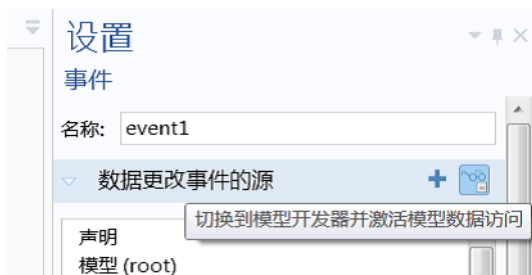 设置
事件
名称: event1
数据更改事件的源
切换到模型开发器并激活模型数据访问
声明
模型 (root)